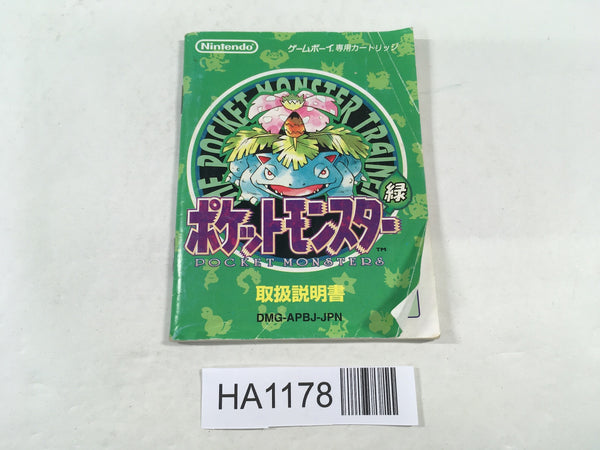 Nintendo
ゲームボーイ専用カートリッジ
THE POCKET MONSTER TRAINER
緑
ポケットモンスター
TM
POCKET MONSTERS
取扱説明書
DMG-APBJ-JPN
HA1178